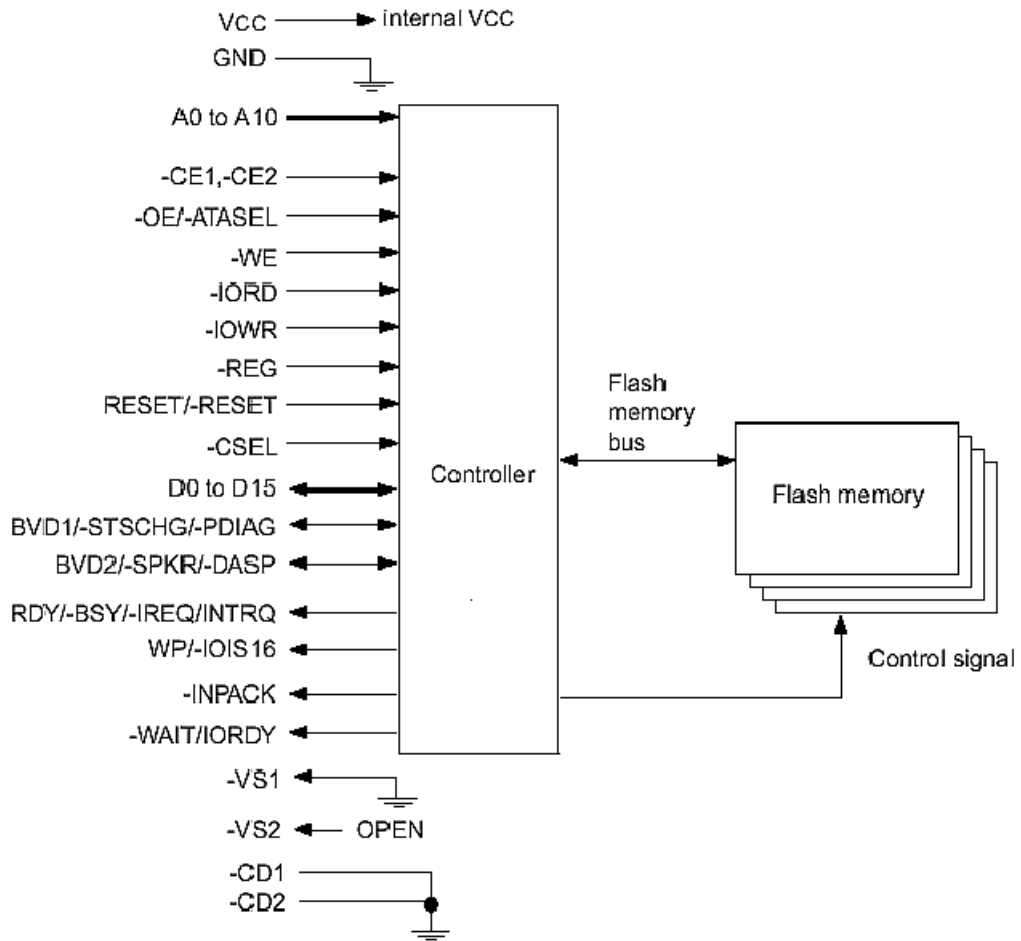 VCC
internal VCC
GND
A0 to A10
-CE1,-CE2
-OE/-ATASEL
-WE
-IORD
-IOWR
-REG
RESET/-RESET
-CSEL
D0 to D15
BVD1/-STSCHG/-PDIAG
BVD2/-SPKR/-DASP
RDY/-BSY/-IREQ/INTRQ
WP/-IOIS16
-INPACK
-WAIT/IORDY
-VS1
-VS2
OPEN
-CD1
-CD2
Controller
Flash
memory
bus
Flash memory
Control signal